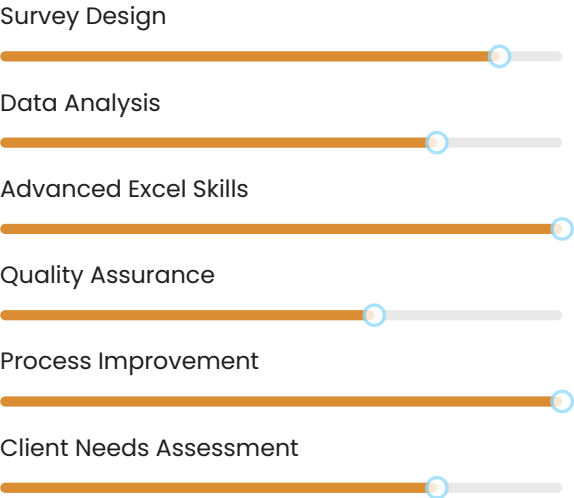 Survey Design
Data Analysis
Advanced Excel Skills
Quality Assurance
Process Improvement
Client Needs Assessment